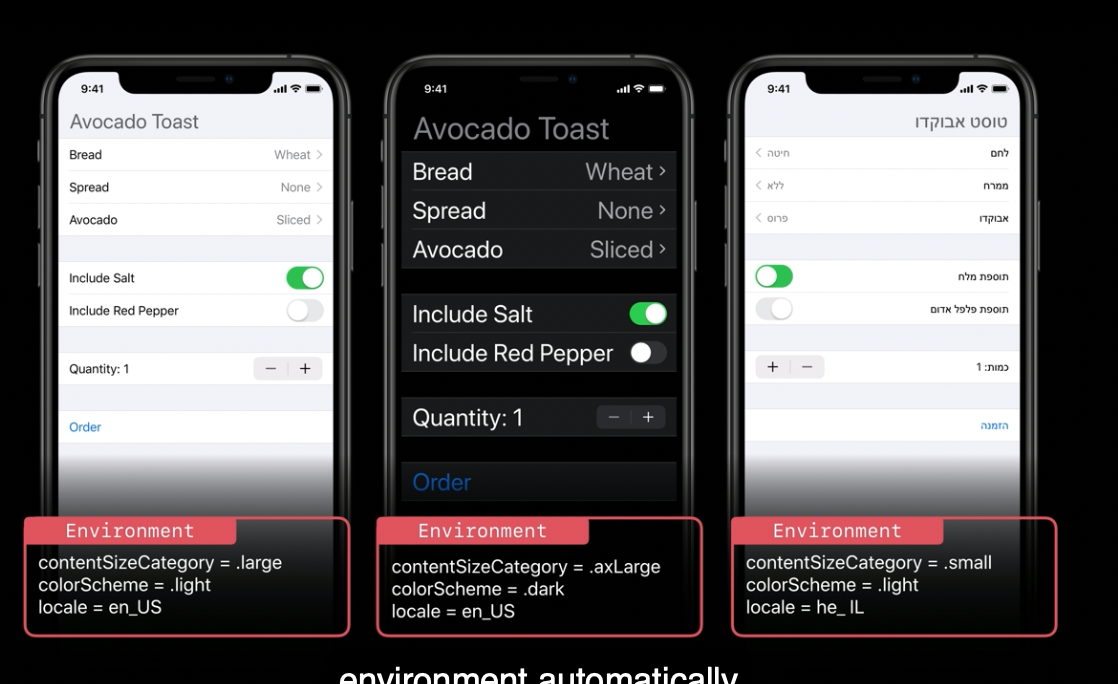 9:41
Avocado Toast
Bread Wheat
Spread None
Avocado Sliced
Include Salt
Include Red Pepper
Quantity: 1 − +
Order
Environment
contentSizeCategory = .large
colorScheme = .light
locale = en_US
9:41
Avocado Toast
Bread Wheat
Spread None
Avocado Sliced
Include Salt
Include Red Pepper
Quantity: 1 − +
Order
Environment
contentSizeCategory = .axLarge
colorScheme = .dark
locale = en_US
9:41
טוסט אבוקדו
לחם חיטה
ממרח ללא
אבוקדו פרוס
תוספת מלח
תוספת פלפל אדום
כמות: 1 − +
הזמנה
Environment
contentSizeCategory = .small
colorScheme = .light
locale = he_ IL
environment automatically